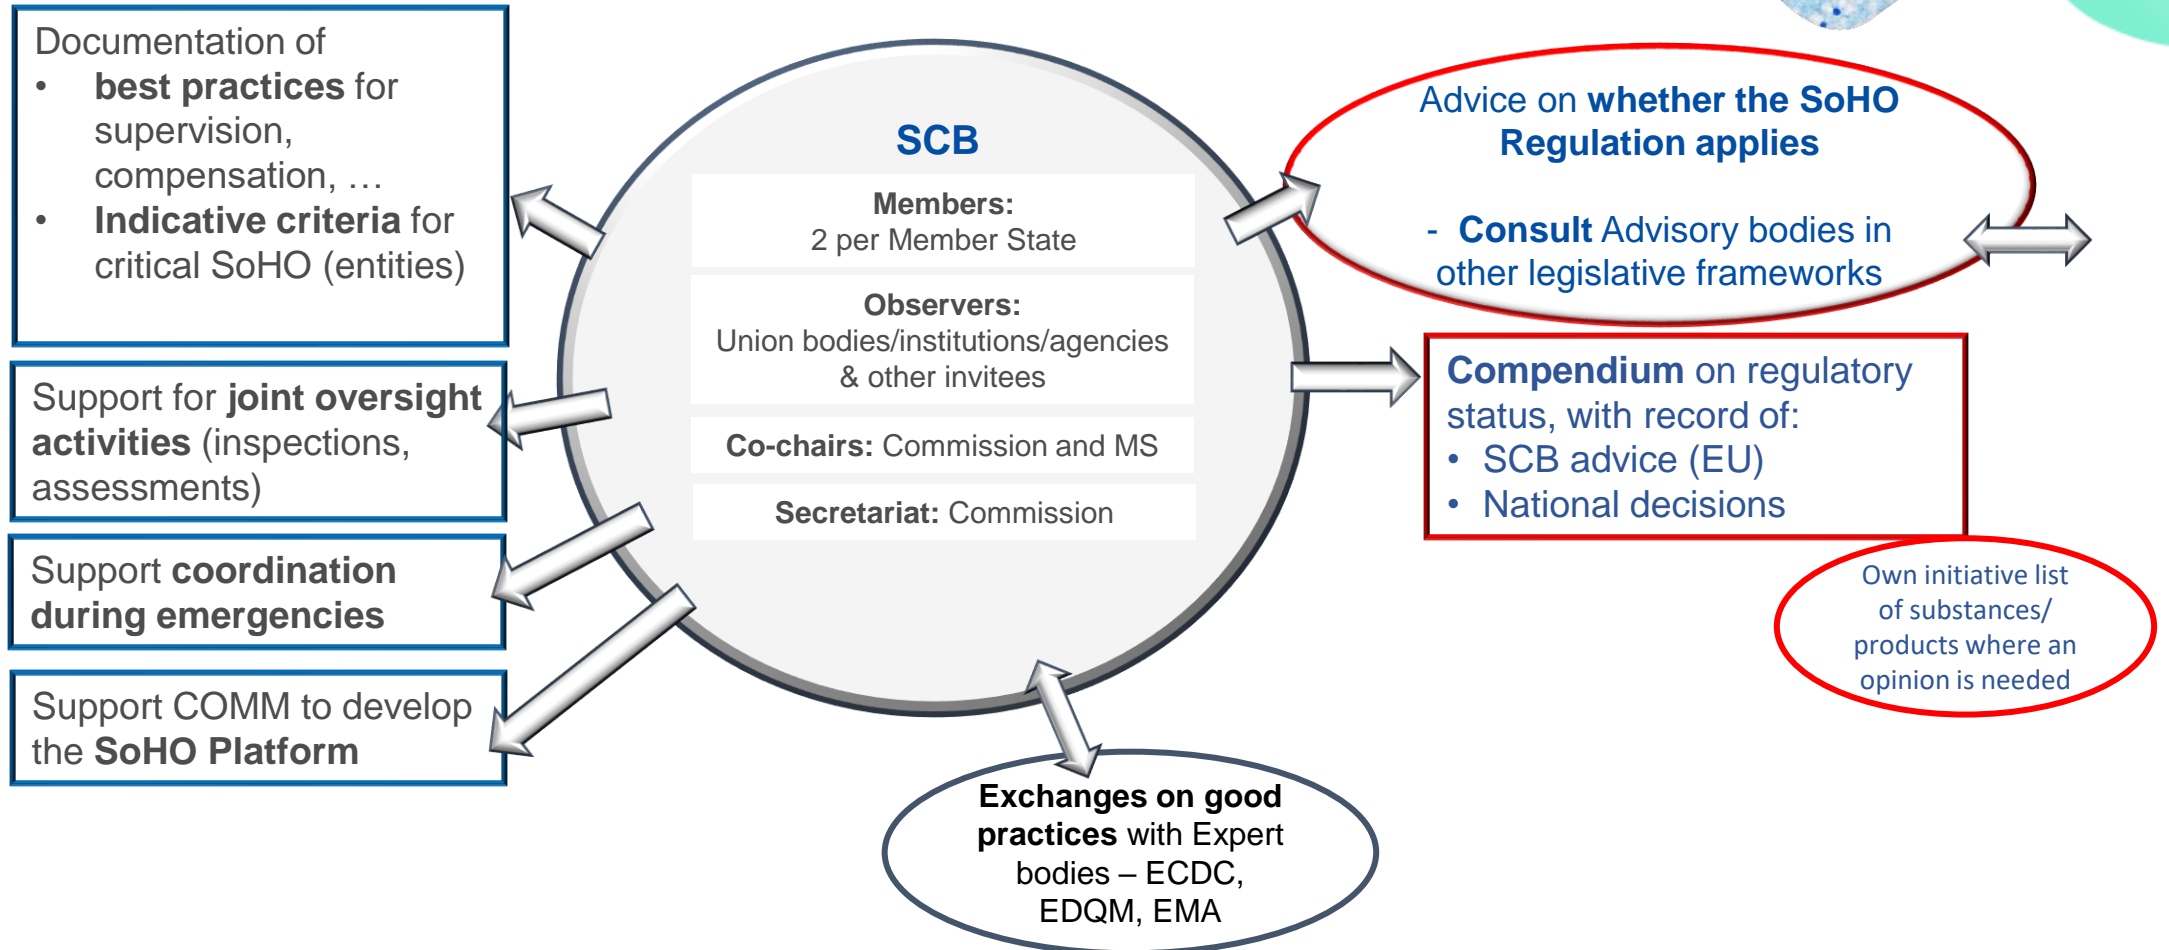 Documentation of
• best practices for
supervision,
compensation, …
• Indicative criteria for
critical SoHO (entities)
Support for joint oversight
activities (inspections,
assessments)
Support coordination
during emergencies
Support COMM to develop
the SoHO Platform
SCB
Members:
2 per Member State
Observers:
Union bodies/institutions/agencies
& other invitees
Co-chairs: Commission and MS
Secretariat: Commission
Exchanges on good
practices with Expert
bodies – ECDC,
EDQM, EMA
Advice on whether the SoHO
Regulation applies
- Consult Advisory bodies in
other legislative frameworks
Compendium on regulatory
status, with record of:
• SCB advice (EU)
• National decisions
Own initiative list
of substances/
products where an
opinion is needed